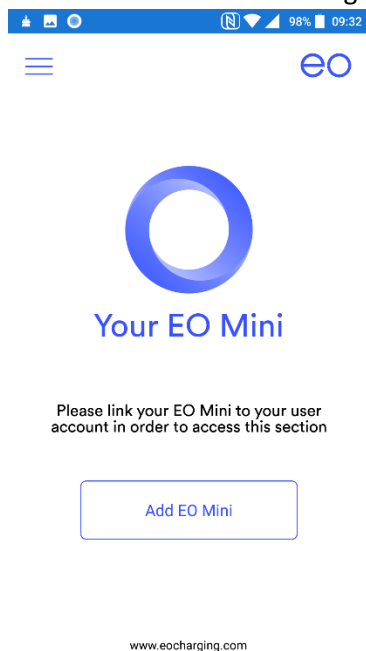 98% 09:32
eo
Your EO Mini
Please link your EO Mini to your user
account in order to access this section
Add EO Mini
www.eocharging.com